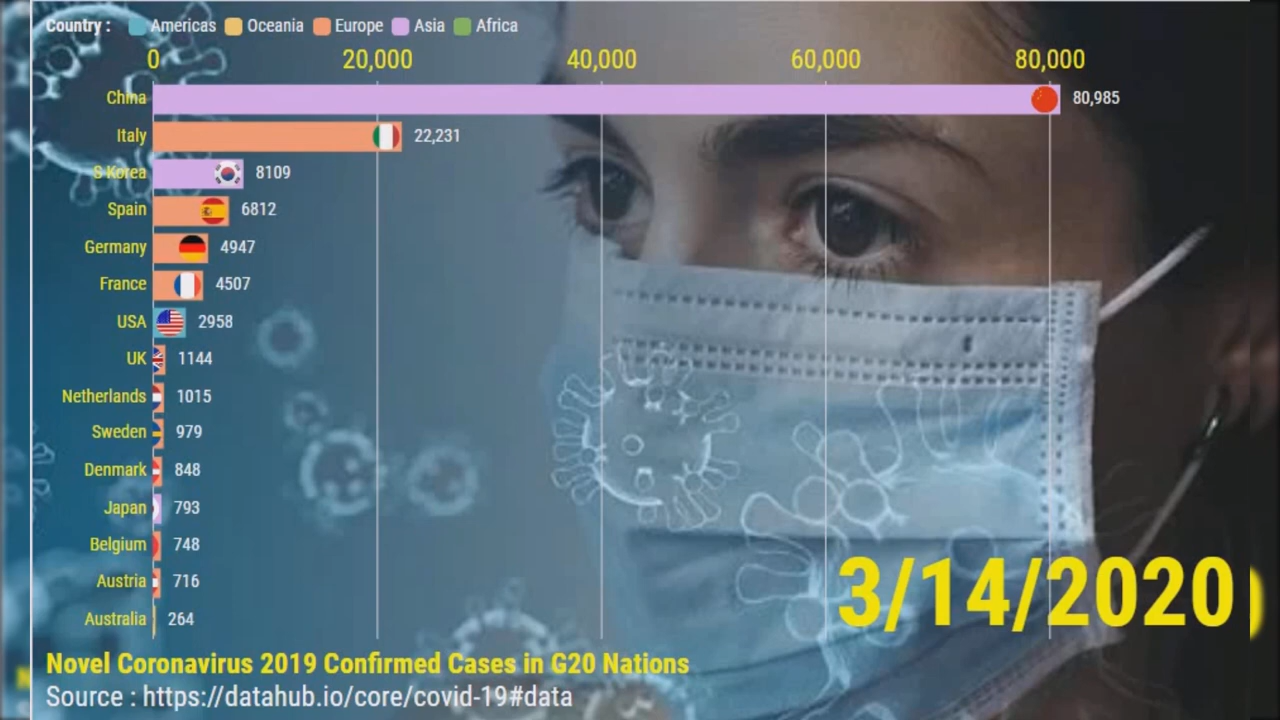 Country : Americas Oceania Europe Asia Africa
0 20,000 40,000 60,000 80,000
China 80,985
Italy 22,231
S Korea 8109
Spain 6812
Germany 4947
France 4507
USA 2958
UK 1144
Netherlands 1015
Sweden 979
Denmark 848
Japan 793
Belgium 748
Austria 716
Australia 264
3/14/2020
Novel Coronavirus 2019 Confirmed Cases in G20 Nations
Source : https://datahub.io/core/covid-19#data